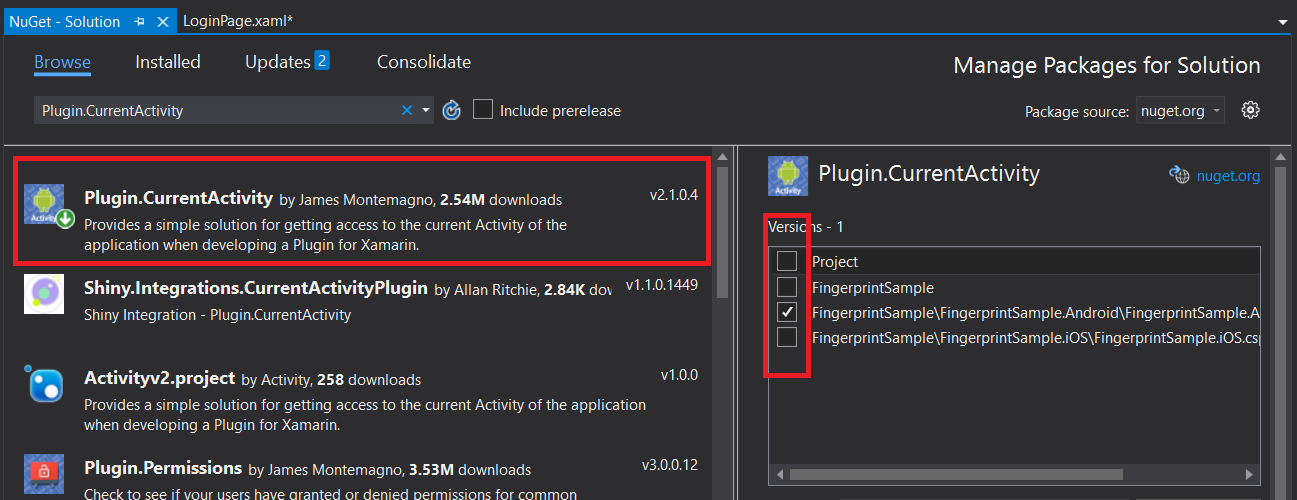 NuGet - Solution
LoginPage.xaml*
Browse Installed Updates 2 Consolidate
Manage Packages for Solution
Plugin.CurrentActivity
Include prerelease
Package source: nuget.org
Activity
Plugin.CurrentActivity by James Montemagno, 2.54M downloads
v2.1.0.4
Provides a simple solution for getting access to the current Activity of the
application when developing a Plugin for Xamarin.
Shiny.Integrations.CurrentActivityPlugin by Allan Ritchie, 2.84K dov
v1.1.0.1449
Shiny Integration - Plugin.CurrentActivity
Activityv2.project by Activity, 258 downloads
v1.0.0
Provides a simple solution for getting access to the current Activity of the application
when developing a Plugin for Xamarin.
Plugin.Permissions by James Montemagno, 3.53M downloads
v3.0.0.12
Check to see if your users have granted or denied permissions for common
Activity
Plugin.CurrentActivity
nuget.org
Versions - 1
Project
FingerprintSample
FingerprintSample\FingerprintSample.Android\FingerprintSample.A
FingerprintSample\FingerprintSample.iOS\FingerprintSample.iOS.csp